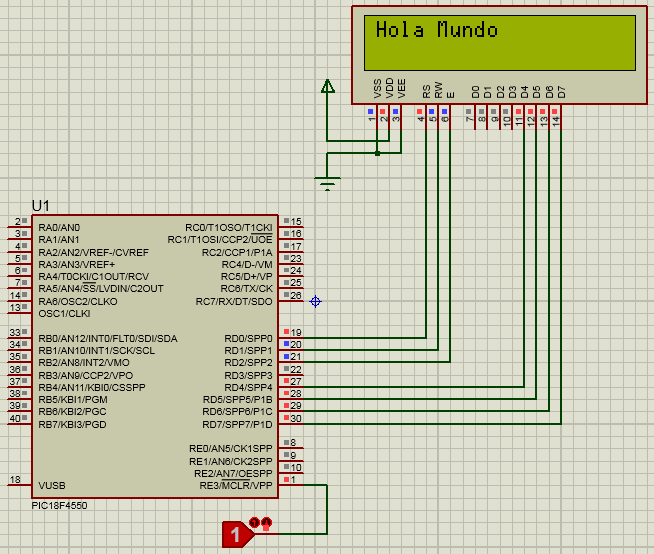 Hola Mundo
VSS VDD VEE RS RW E D0 D1 D2 D3 D4 D5 D6 D7
1 2 3 4 5 6 7 8 9 10 11 12 13 14
U1
2 RA0/AN0 RC0/T1OSO/T1CKI 15
3 RA1/AN1 RC1/T1OSI/CCP2/UOE 16
4 RA2/AN2/VREF-/CVREF RC2/CCP1/P1A 17
5 RA3/AN3/VREF+ RC4/D-/VM 23
6 RA4/T0CKI/C1OUT/RCV RC5/D+/VP 24
7 RA5/AN4/SS/LVDIN/C2OUT RC6/TX/CK 25
14 RA6/OSC2/CLKO RC7/RX/DT/SDO 26
13 OSC1/CLKI
33 RB0/AN12/INT0/FLT0/SDI/SDA RD0/SPP0 19
34 RB1/AN10/INT1/SCK/SCL RD1/SPP1 20
35 RB2/AN8/INT2/VMO RD2/SPP2 21
36 RB3/AN9/CCP2/VPO RD3/SPP3 22
37 RB4/AN11/KBI0/CSSPP RD4/SPP4 27
38 RB5/KBI1/PGM RD5/SPP5/P1B 28
39 RB6/KBI2/PGC RD6/SPP6/P1C 29
40 RB7/KBI3/PGD RD7/SPP7/P1D 30
RE0/AN5/CK1SPP 8
RE1/AN6/CK2SPP 9
RE2/AN7/OESPP 10
18 VUSB RE3/MCLR/VPP 1
PIC18F4550
1